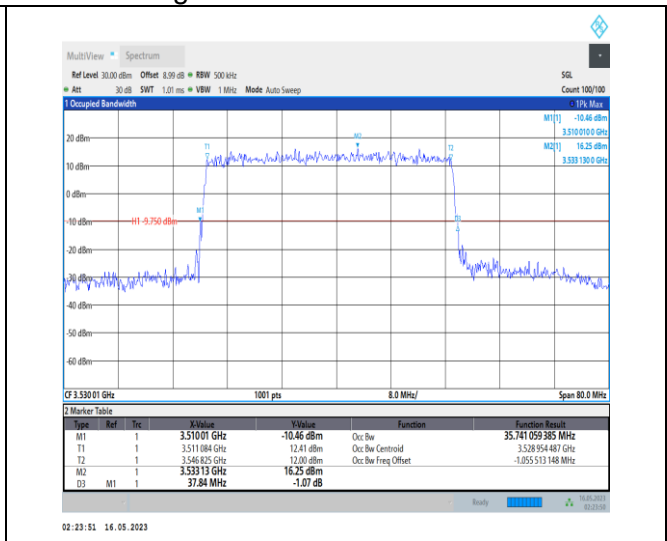 MultiView Spectrum
Ref Level 30.00 dBm Offset 8.99 dB RBW 500 kHz SGL
Att 30 dB SWT 1.01 ms VBW 1 MHz Mode Auto Sweep Count 100/100
1 Occupied Bandwidth 1Pk Max
M1[1] -10.46 dBm
3.510 010 0 GHz
M2[1] 16.25 dBm
3.533 130 0 GHz
20 dBm
M2
T1
T2
10 dBm
0 dBm
M1
-10 dBm
H1 -9.750 dBm
D3
-20 dBm
-30 dBm
-40 dBm
-50 dBm
-60 dBm
CF 3.530 01 GHz 1001 pts 8.0 MHz/ Span 80.0 MHz
2 Marker Table
Type Ref Trc X-Value Y-Value Function Function Result
M1 1 3.51001 GHz -10.46 dBm Occ Bw 35.741 059 385 MHz
T1 1 3.511 084 GHz 12.41 dBm Occ Bw Centroid 3.528 954 487 GHz
T2 1 3.546 825 GHz 12.00 dBm Occ Bw Freq Offset -1.055 513 148 MHz
M2 1 3.53313 GHz 16.25 dBm
D3 M1 1 37.84 MHz -1.07 dB
Ready 16.05.2023
02:23:50
02:23:51 16.05.2023